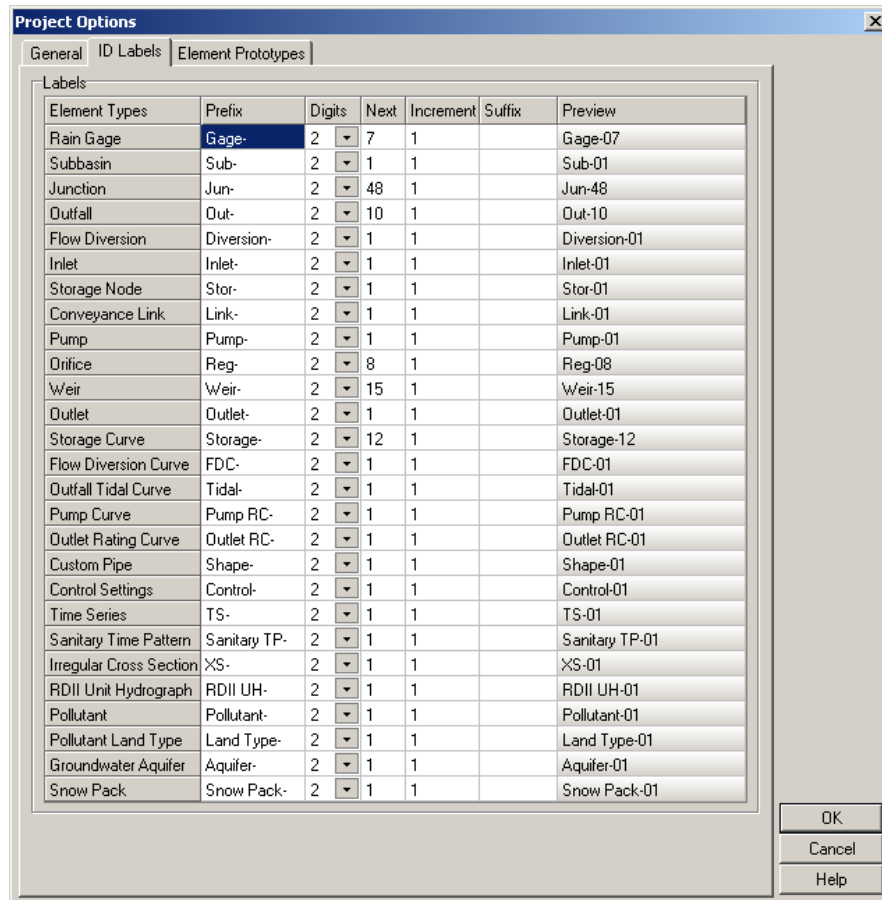 Project Options
General ID Labels Element Prototypes
Labels
Element Types Prefix Digits Next Increment Suffix Preview
Rain Gage Gage- 2 7 1 Gage-07
Subbasin Sub- 2 1 1 Sub-01
Junction Jun- 2 48 1 Jun-48
Outfall Out- 2 10 1 Out-10
Flow Diversion Diversion- 2 1 1 Diversion-01
Inlet Inlet- 2 1 1 Inlet-01
Storage Node Stor- 2 1 1 Stor-01
Conveyance Link Link- 2 1 1 Link-01
Pump Pump- 2 1 1 Pump-01
Orifice Reg- 2 8 1 Reg-08
Weir Weir- 2 15 1 Weir-15
Outlet Outlet- 2 1 1 Outlet-01
Storage Curve Storage- 2 12 1 Storage-12
Flow Diversion Curve FDC- 2 1 1 FDC-01
Outfall Tidal Curve Tidal- 2 1 1 Tidal-01
Pump Curve Pump RC- 2 1 1 Pump RC-01
Outlet Rating Curve Outlet RC- 2 1 1 Outlet RC-01
Custom Pipe Shape- 2 1 1 Shape-01
Control Settings Control- 2 1 1 Control-01
Time Series TS- 2 1 1 TS-01
Sanitary Time Pattern Sanitary TP- 2 1 1 Sanitary TP-01
Irregular Cross Section XS- 2 1 1 XS-01
RDII Unit Hydrograph RDII UH- 2 1 1 RDII UH-01
Pollutant Pollutant- 2 1 1 Pollutant-01
Pollutant Land Type Land Type- 2 1 1 Land Type-01
Groundwater Aquifer Aquifer- 2 1 1 Aquifer-01
Snow Pack Snow Pack- 2 1 1 Snow Pack-01
OK
Cancel
Help